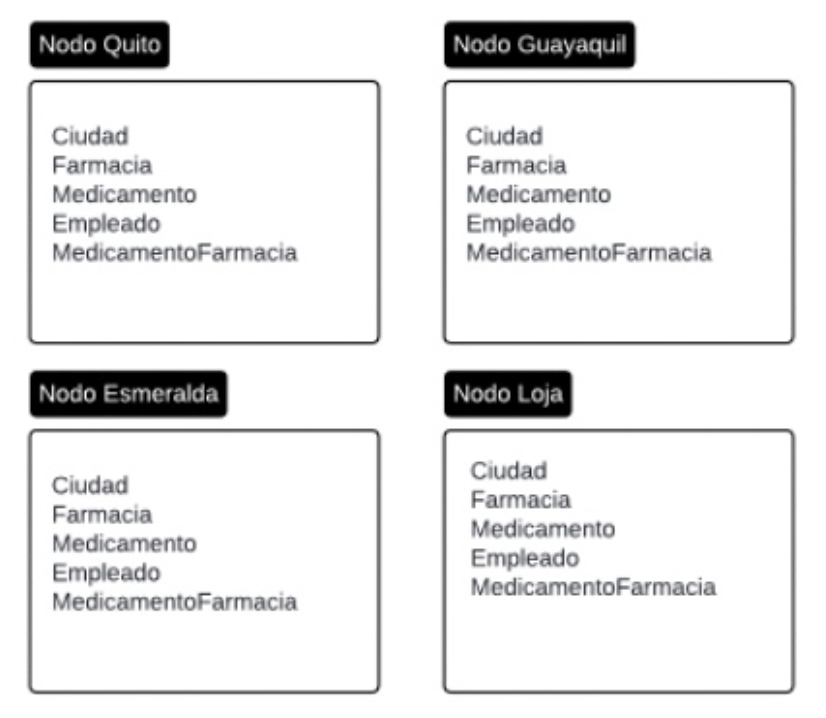 Nodo Quito
Ciudad
Farmacia
Medicamento
Empleado
MedicamentoFarmacia
Nodo Guayaquil
Ciudad
Farmacia
Medicamento
Empleado
MedicamentoFarmacia
Nodo Esmeralda
Ciudad
Farmacia
Medicamento
Empleado
MedicamentoFarmacia
Nodo Loja
Ciudad
Farmacia
Medicamento
Empleado
MedicamentoFarmacia